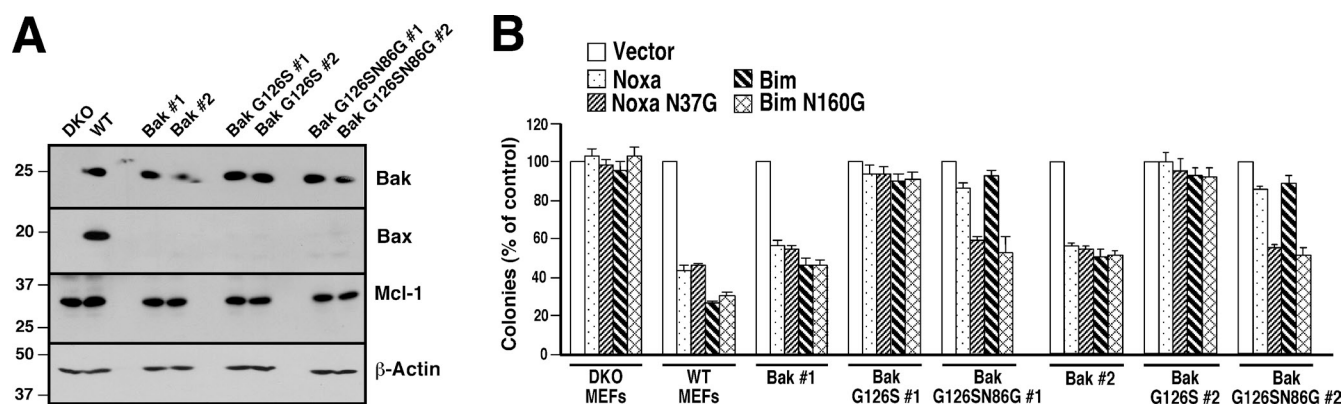 A
DKO
WT
Bak #1
Bak #2
Bak G126S #1
Bak G126S #2
Bak G126SN86G #1
Bak G126SN86G #2
25
Bak
20
Bax
37
Mcl-1
25
50
β-Actin
37
B
Vector
Noxa
Bim
Noxa N37G
Bim N160G
Colonies (% of control)
120
100
80
60
40
20
0
DKO
MEFs
WT
MEFs
Bak #1
Bak
G126S #1
Bak
G126SN86G #1
Bak #2
Bak
G126S #2
Bak
G126SN86G #2